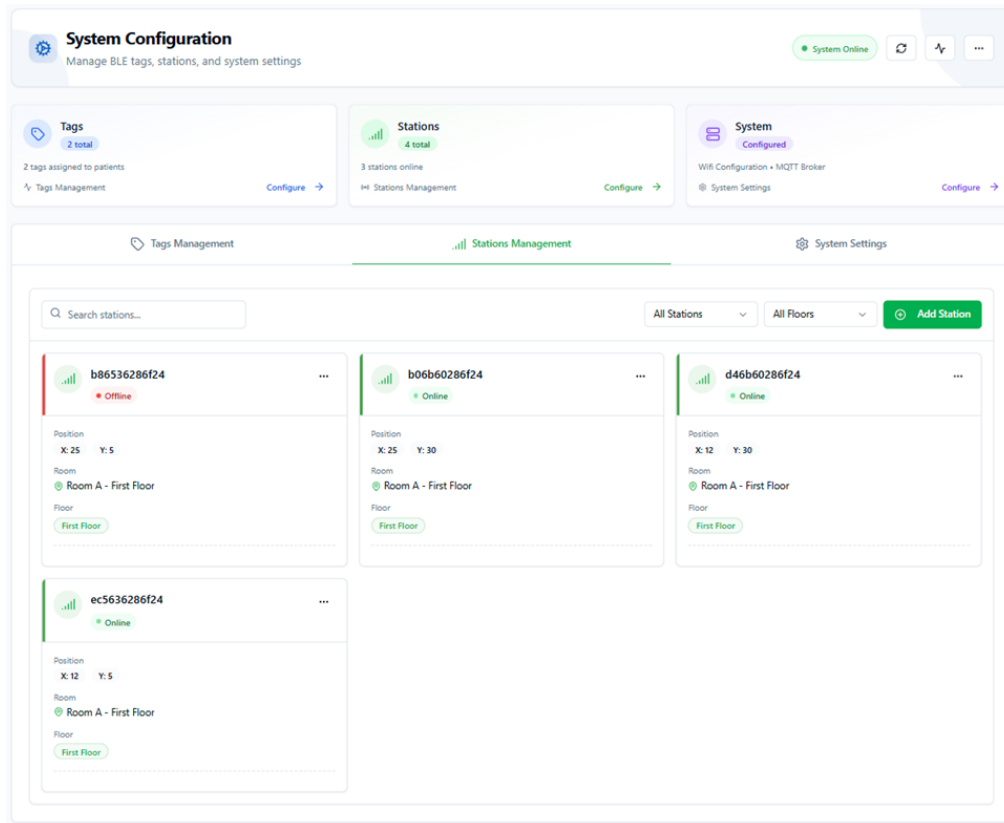 System Configuration
Manage BLE tags, stations, and system settings
System Online
Tags
2 total
2 tags assigned to patients
Tags Management
Configure
Stations
4 total
3 stations online
Stations Management
Configure
System
Configured
Wifi Configuration • MQTT Broker
System Settings
Configure
Tags Management
Stations Management
System Settings
Search stations...
All Stations
All Floors
Add Station
b86536286f24
Offline
Position
X: 25 Y: 5
Room
Room A - First Floor
Floor
First Floor
b06b60286f24
Online
Position
X: 25 Y: 30
Room
Room A - First Floor
Floor
First Floor
d46b60286f24
Online
Position
X: 12 Y: 30
Room
Room A - First Floor
Floor
First Floor
ec5636286f24
Online
Position
X: 12 Y: 5
Room
Room A - First Floor
Floor
First Floor